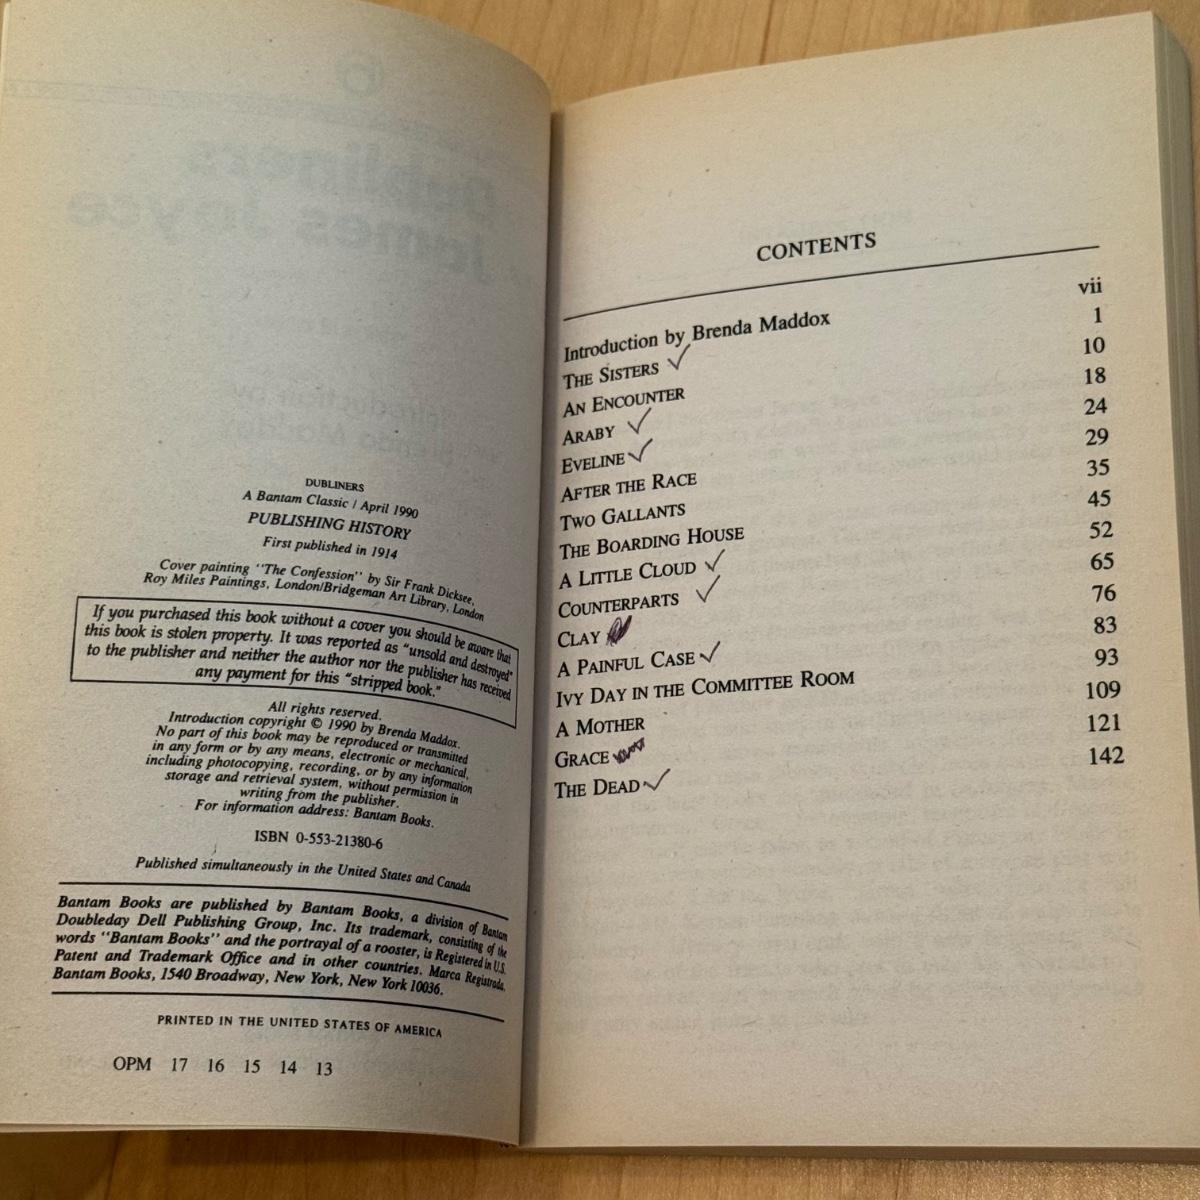 DUBLINERS
A Bantam Classic / April 1990
PUBLISHING HISTORY
First published in 1914
Cover painting "The Confession" by Sir Frank Dicksee,
Roy Miles Paintings, London/Bridgeman Art Library, London
If you purchased this book without a cover you should be aware that
this book is stolen property. It was reported as "unsold and destroyed"
to the publisher and neither the author nor the publisher has received
any payment for this "stripped book."
All rights reserved.
Introduction copyright © 1990 by Brenda Maddox.
No part of this book may be reproduced or transmitted
in any form or by any means, electronic or mechanical,
including photocopying, recording, or by any information
storage and retrieval system, without permission in
writing from the publisher.
For information address: Bantam Books.
ISBN 0-553-21380-6
Published simultaneously in the United States and Canada
Bantam Books are published by Bantam Books, a division of Bantam
Doubleday Dell Publishing Group, Inc. Its trademark, consisting of the
words "Bantam Books" and the portrayal of a rooster, is Registered in U.S.
Patent and Trademark Office and in other countries. Marca Registrada.
Bantam Books, 1540 Broadway, New York, New York 10036.
PRINTED IN THE UNITED STATES OF AMERICA
OPM 17 16 15 14 13
CONTENTS
Introduction by Brenda Maddox vii
THE SISTERS ✓ 1
AN ENCOUNTER 10
ARABY ✓ 18
EVELINE ✓ 24
AFTER THE RACE 29
TWO GALLANTS 35
THE BOARDING HOUSE 45
A LITTLE CLOUD ✓ 52
COUNTERPARTS ✓ 65
CLAY 76
A PAINFUL CASE ✓ 83
IVY DAY IN THE COMMITTEE ROOM 93
A MOTHER 109
GRACE 121
THE DEAD ✓ 142